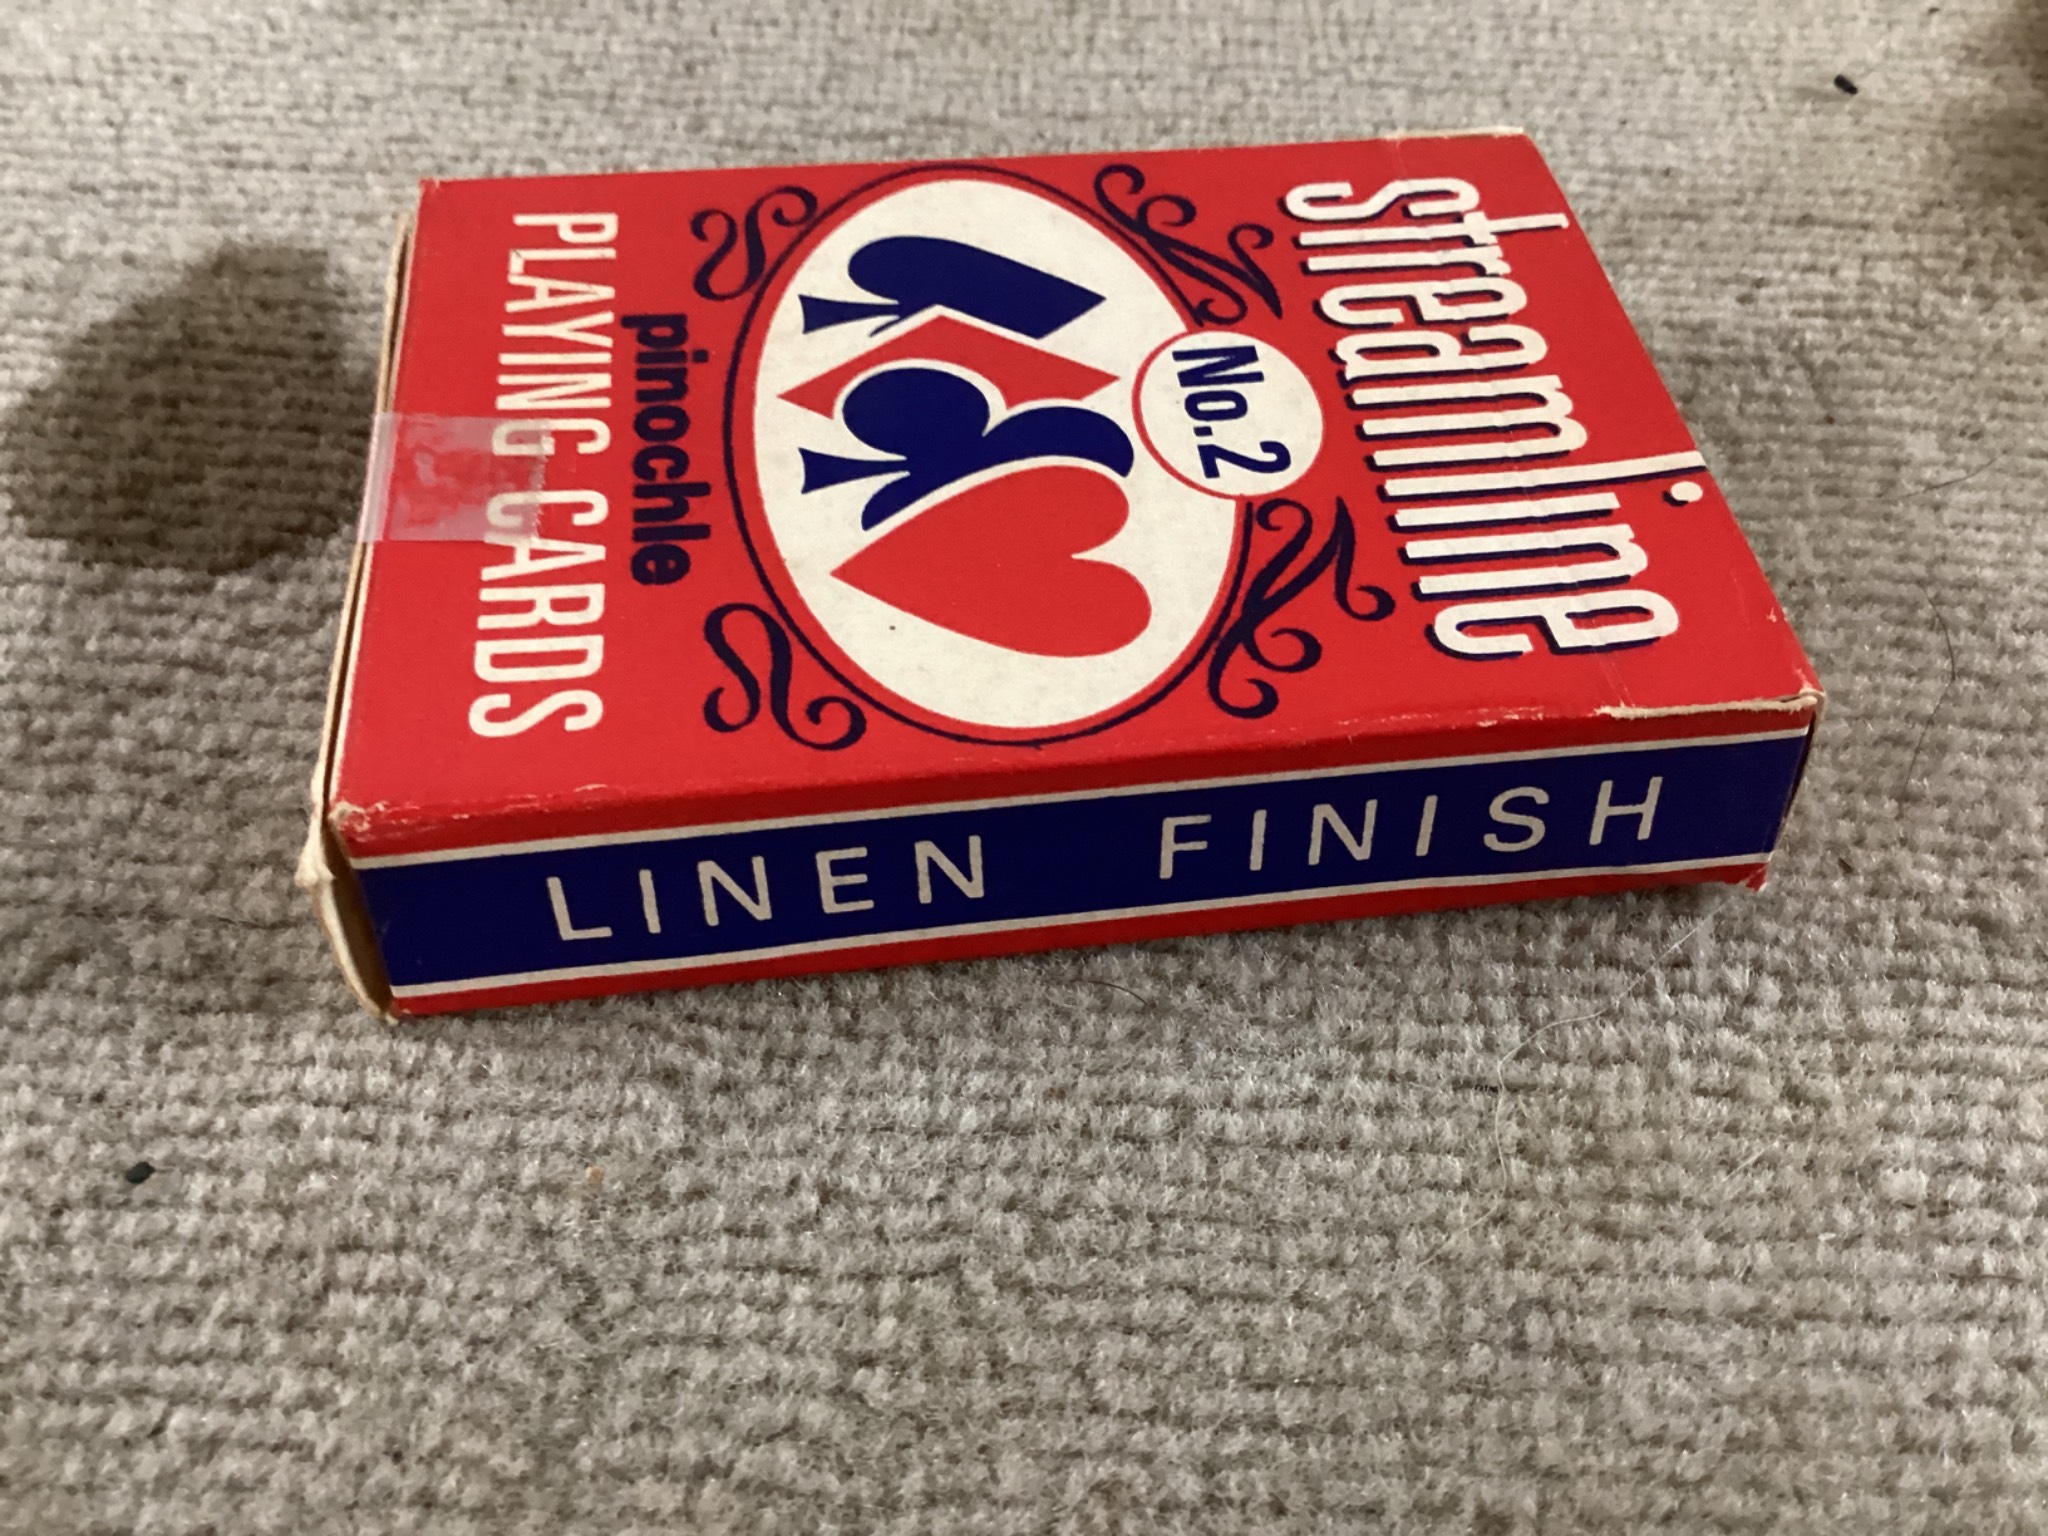 streamline
No.2
pinochle
PLAYING CARDS
LINEN FINISH